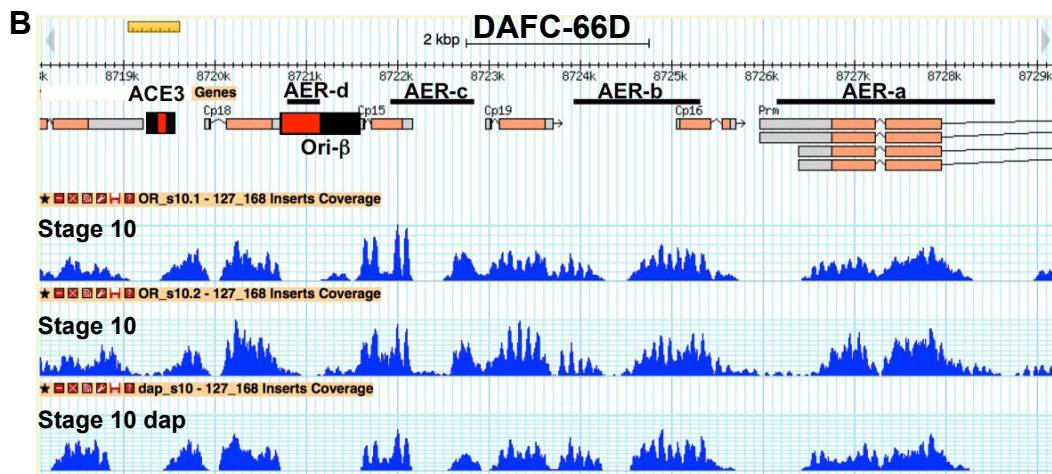 B
DAFC-66D
2 kbp
8719k 8720k 8721k 8722k 8723k 8724k 8725k 8726k 8727k 8728k 8729k
ACE3 Genes AER-d AER-c AER-b AER-a
Cp18 Cp15 Cp19 Cp16 Prm
Ori-β
OR_s10.1 - 127_168 Inserts Coverage
Stage 10
OR_s10.2 - 127_168 Inserts Coverage
Stage 10
dap_s10 - 127_168 Inserts Coverage
Stage 10 dap